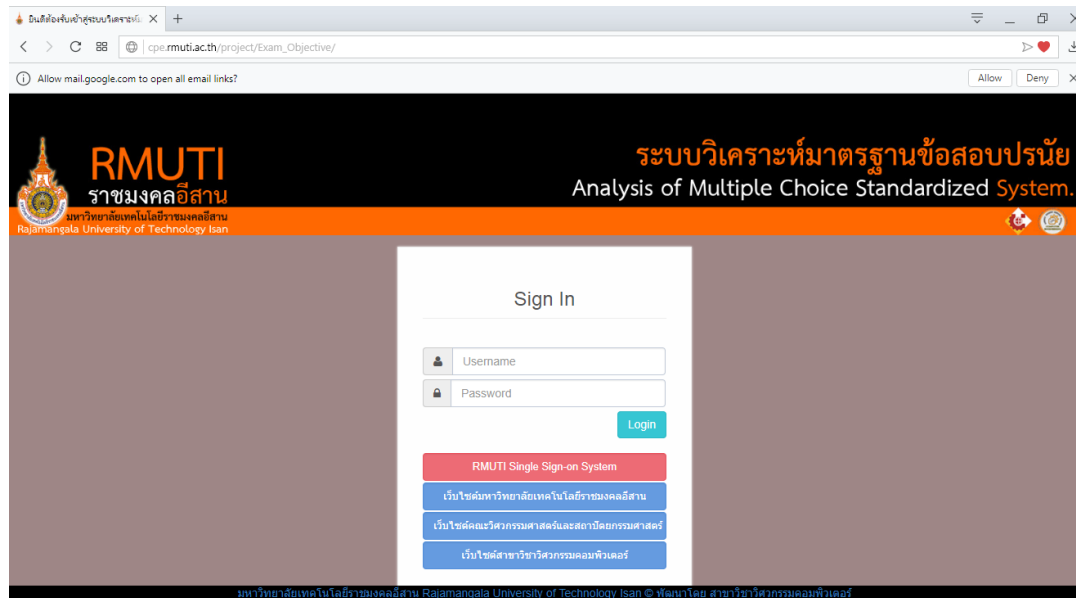 ยินดีต้อนรับเข้าสู่ระบบวิเคราะห์ม
cpe.rmuti.ac.th/project/Exam_Objective/
Allow mail.google.com to open all email links?
Allow
Deny
RMUTI
ราชมงคลอีสาน
มหาวิทยาลัยเทคโนโลยีราชมงคลอีสาน
Rajamangala University of Technology Isan
ระบบวิเคราะห์มาตรฐานข้อสอบปรนัย
Analysis of Multiple Choice Standardized System.
Sign In
Username
Password
Login
RMUTI Single Sign-on System
เว็บไซต์มหาวิทยาลัยเทคโนโลยีราชมงคลอีสาน
เว็บไซต์คณะวิศวกรรมศาสตร์และสถาปัตยกรรมศาสตร์
เว็บไซต์สาขาวิชาวิศวกรรมคอมพิวเตอร์
มหาวิทยาลัยเทคโนโลยีราชมงคลอีสาน Rajamangala University of Technology Isan © พัฒนาโดย สาขาวิชาวิศวกรรมคอมพิวเตอร์